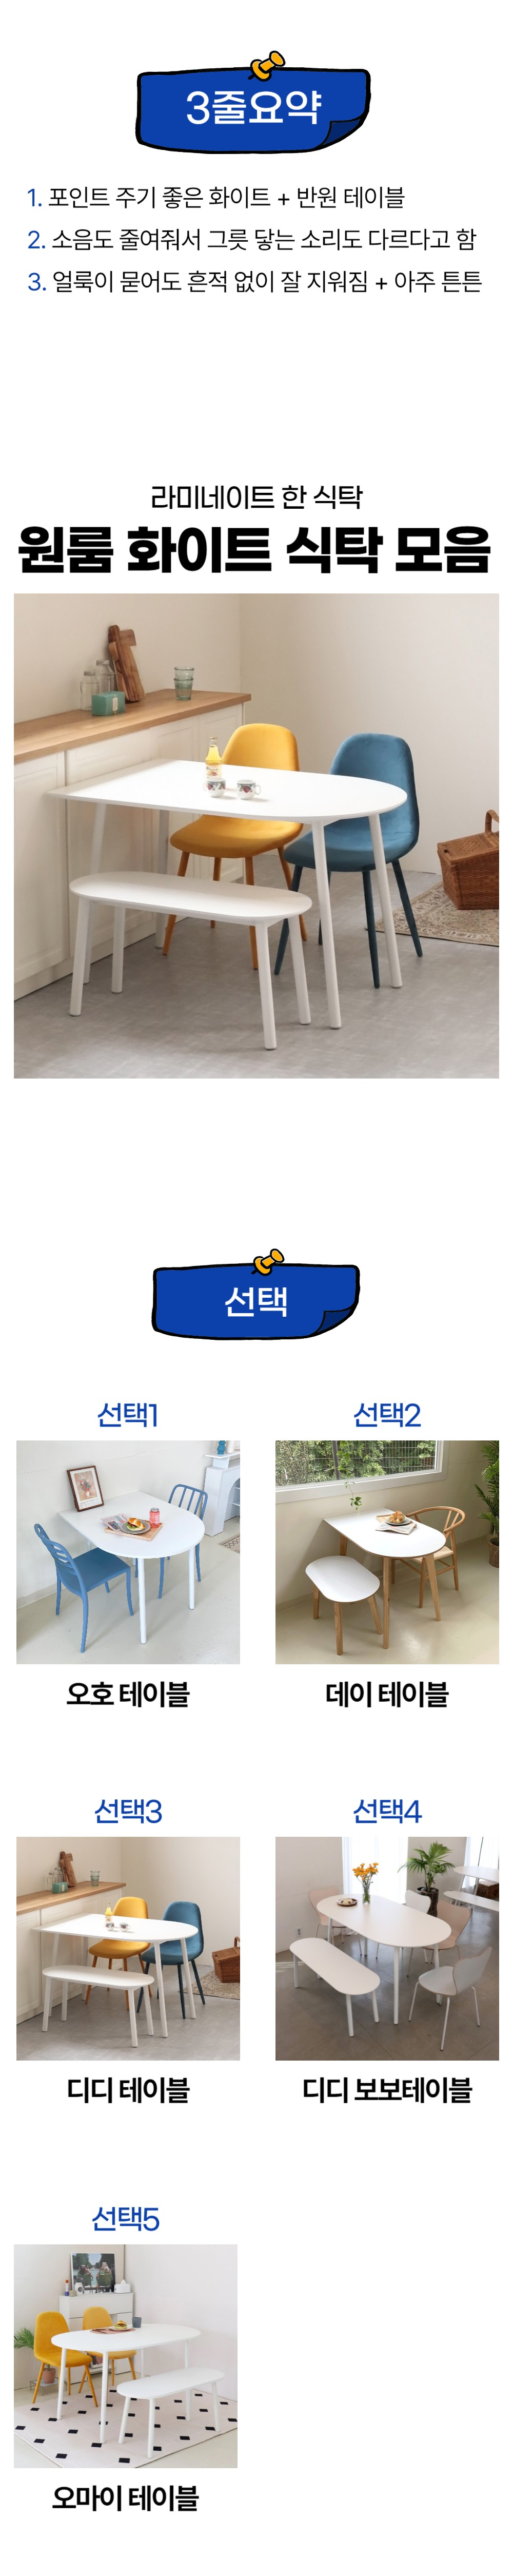 3줄요약
1. 포인트 주기 좋은 화이트 + 반원 테이블
2. 소음도 줄여줘서 그릇 닿는 소리도 다르다고 함
3. 얼룩이 묻어도 흔적 없이 잘 지워짐 + 아주 튼튼
라미네이트 한 식탁
원룸 화이트 식탁 모음
선택
선택1
선택2
오호 테이블
데이 테이블
선택3
선택4
디디 테이블
디디 보보테이블
선택5
오마이 테이블